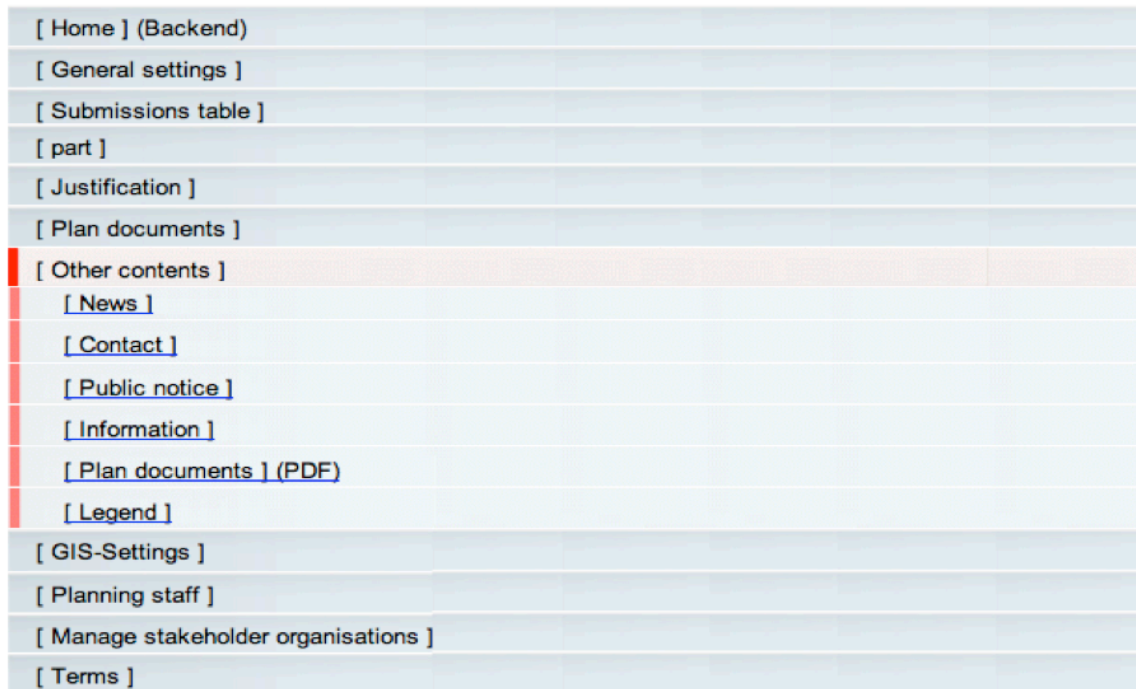 [ Home ] (Backend)
[ General settings ]
[ Submissions table ]
[ part ]
[ Justification ]
[ Plan documents ]
[ Other contents ]
[ News ]
[ Contact ]
[ Public notice ]
[ Information ]
[ Plan documents ] (PDF)
[ Legend ]
[ GIS-Settings ]
[ Planning staff ]
[ Manage stakeholder organisations ]
[ Terms ]